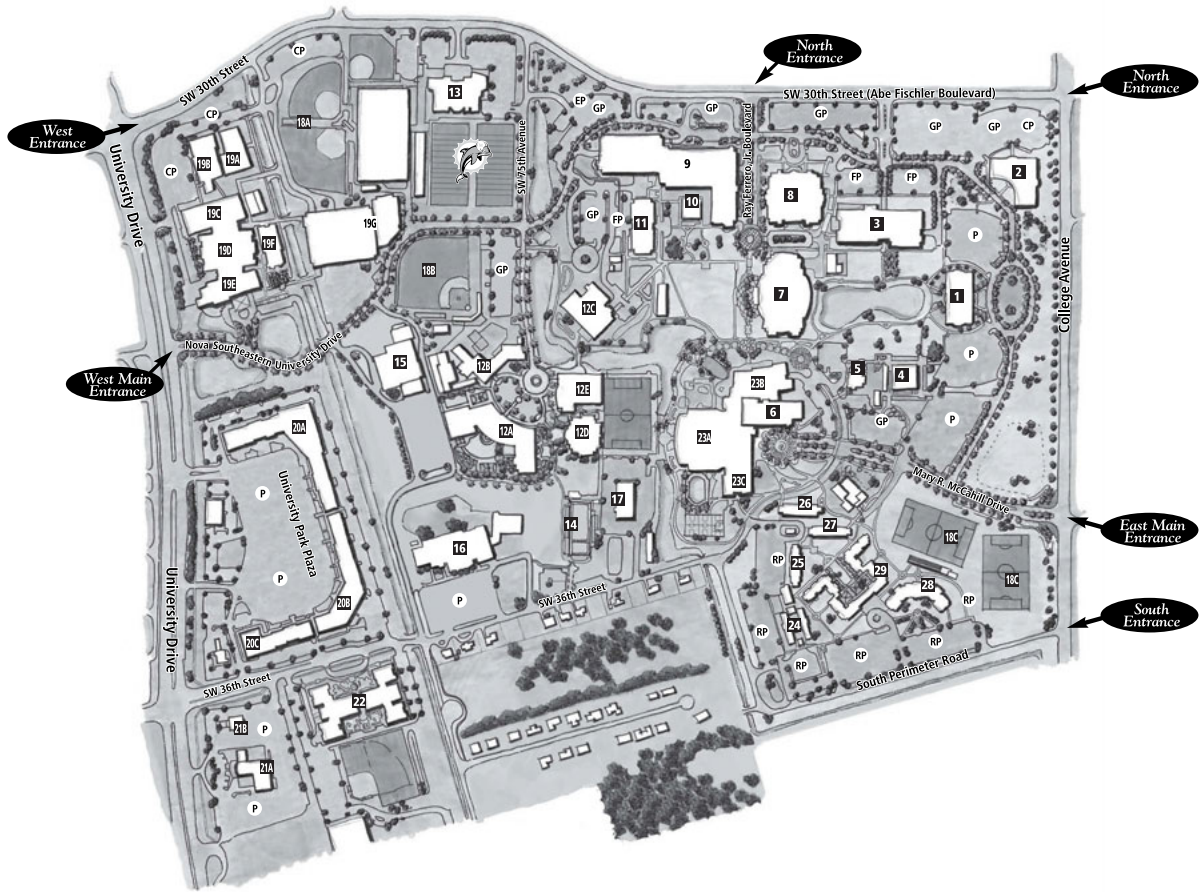 North
Entrance
North
Entrance
SW 30th Street
SW 30th Street (Abe Fischler Boulevard)
West
Entrance
University Drive
CP
CP
CP
13
EP
GP
GP
GP
GP
GP
CP
18A
19B
19A
SW 75th Avenue
Ray Ferrero, Jr. Boulevard
9
2
8
FP
FP
10
19C
19G
GP
FP
11
3
P
19D
19F
18B
GP
19E
12C
7
1
College Avenue
Nova Southeastern University Drive
West Main
Entrance
15
12B
P
5
4
12E
23B
6
GP
P
20A
12A
12D
23A
23C
P
University Park Plaza
17
Mary R. McCahill Drive
26
27
14
16
18C
East Main
Entrance
RP
25
29
18C
P
28
University Drive
20B
P
SW 36th Street
RP
24
RP
South
Entrance
20C
RP
RP
RP
South Perimeter Road
SW 36th Street
22
21B
P
21A
P